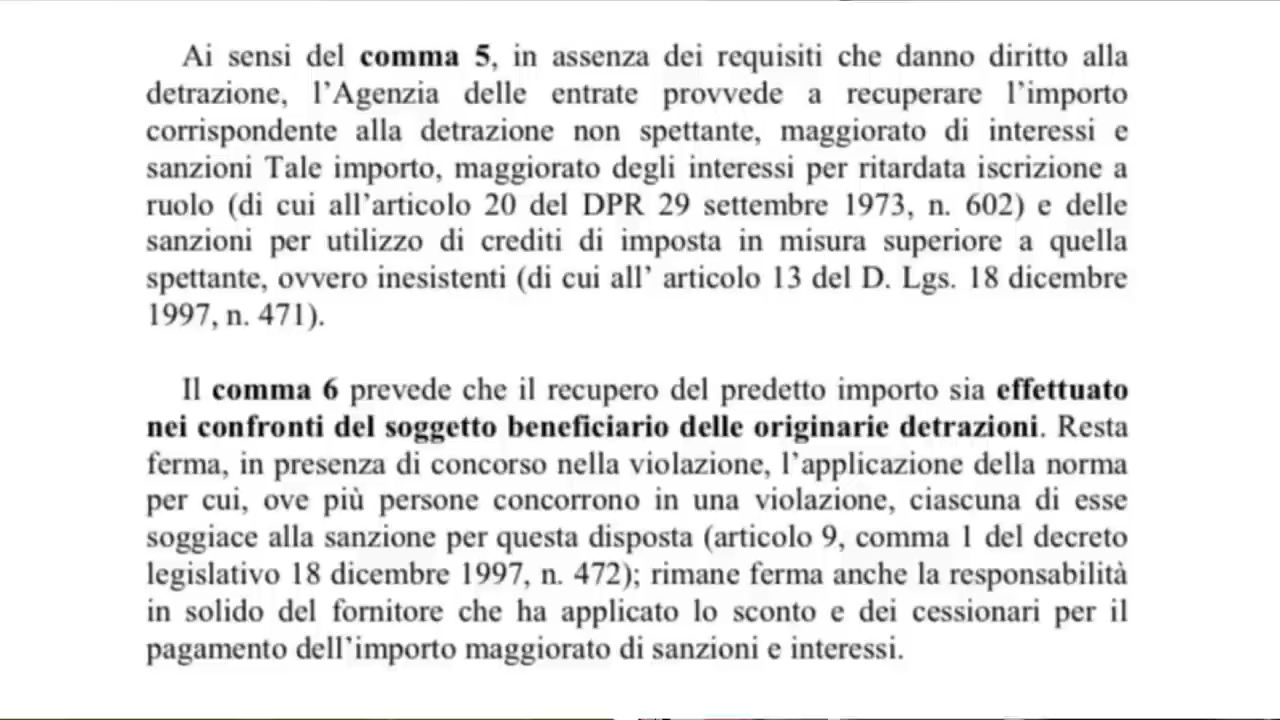 Ai sensi del comma 5, in assenza dei requisiti che danno diritto alla
detrazione, l'Agenzia delle entrate provvede a recuperare l'importo
corrispondente alla detrazione non spettante, maggiorato di interessi e
sanzioni Tale importo, maggiorato degli interessi per ritardata iscrizione a
ruolo (di cui all'articolo 20 del DPR 29 settembre 1973, n. 602) e delle
sanzioni per utilizzo di crediti di imposta in misura superiore a quella
spettante, ovvero inesistenti (di cui all' articolo 13 del D. Lgs. 18 dicembre
1997, n. 471).
Il comma 6 prevede che il recupero del predetto importo sia effettuato
nei confronti del soggetto beneficiario delle originarie detrazioni. Resta
ferma, in presenza di concorso nella violazione, l'applicazione della norma
per cui, ove più persone concorrono in una violazione, ciascuna di esse
soggiace alla sanzione per questa disposta (articolo 9, comma 1 del decreto
legislativo 18 dicembre 1997, n. 472); rimane ferma anche la responsabilità
in solido del fornitore che ha applicato lo sconto e dei cessionari per il
pagamento dell'importo maggiorato di sanzioni e interessi.